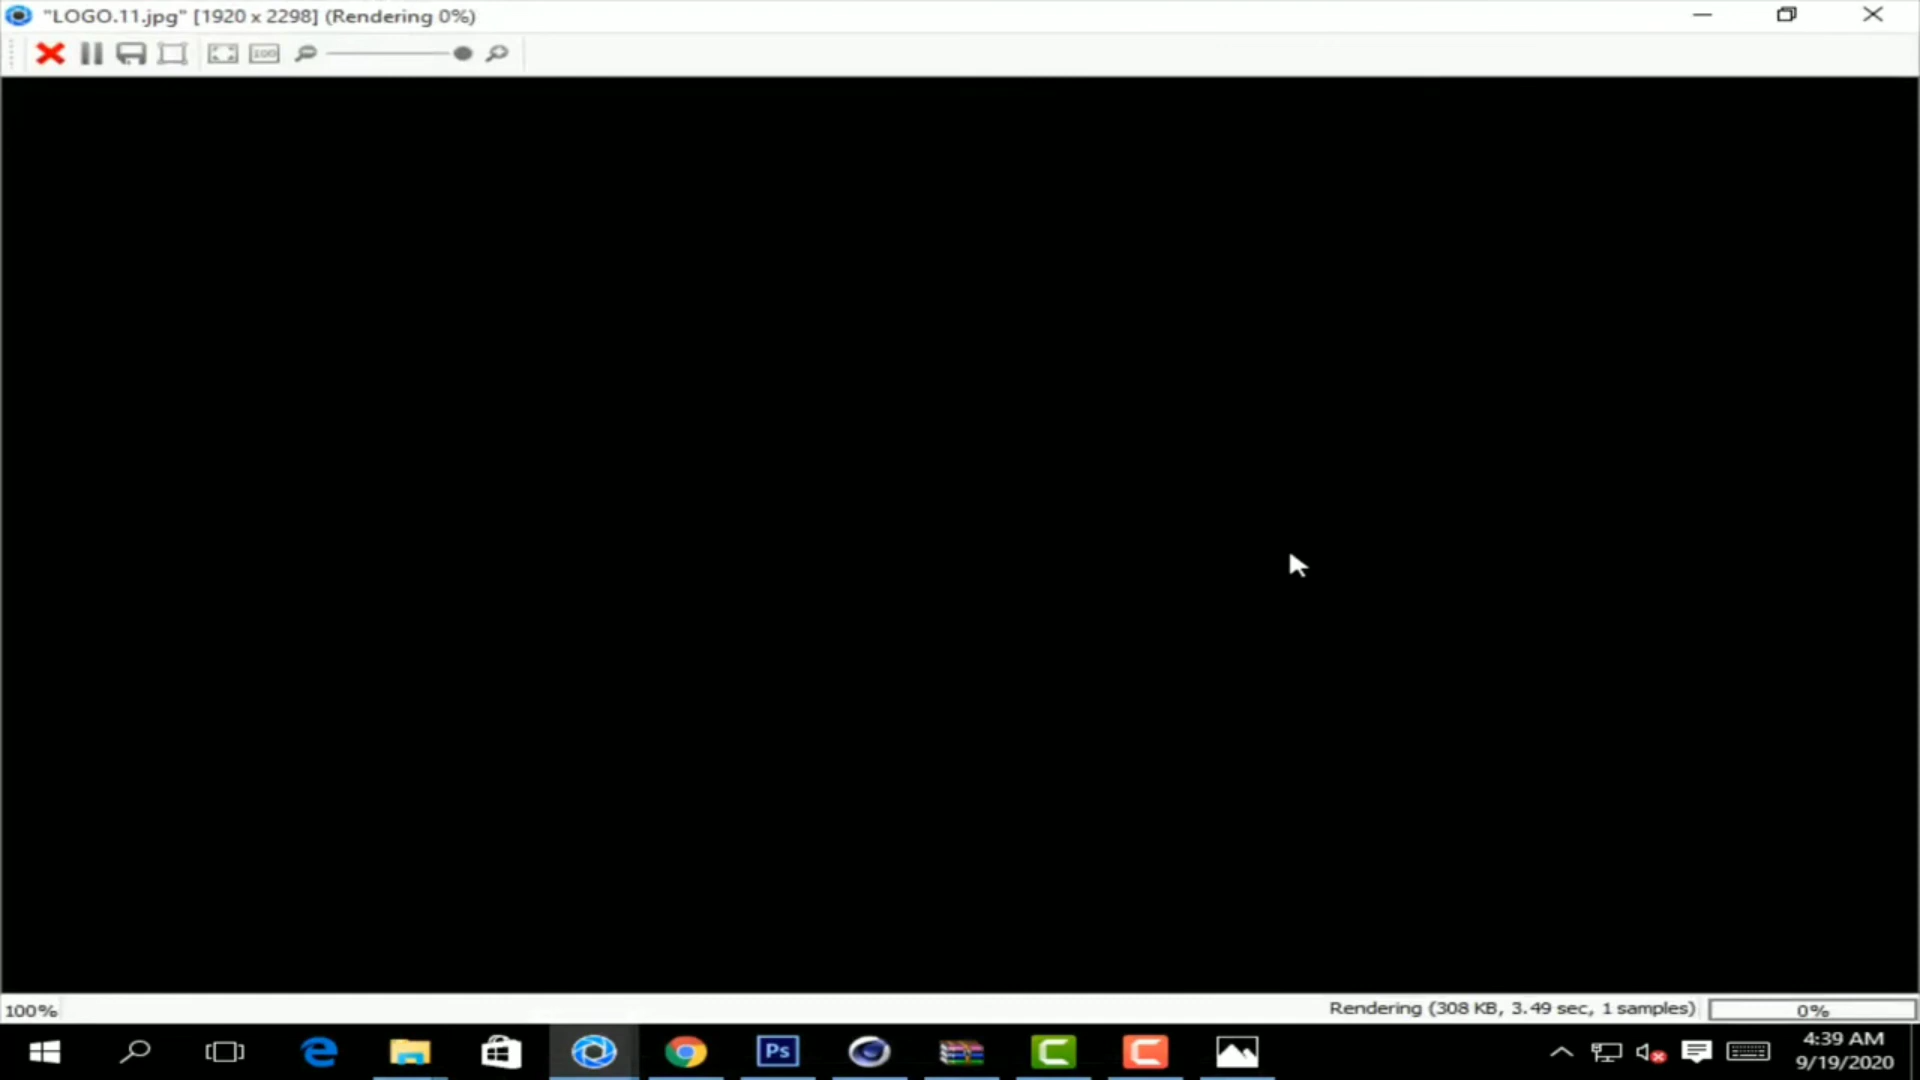 "LOGO.11.jpg" [1920 x 2298] (Rendering 0%)
100
100%
Rendering (308 KB, 3.49 sec, 1 samples)
0%
Ps
4:39 AM
9/19/2020